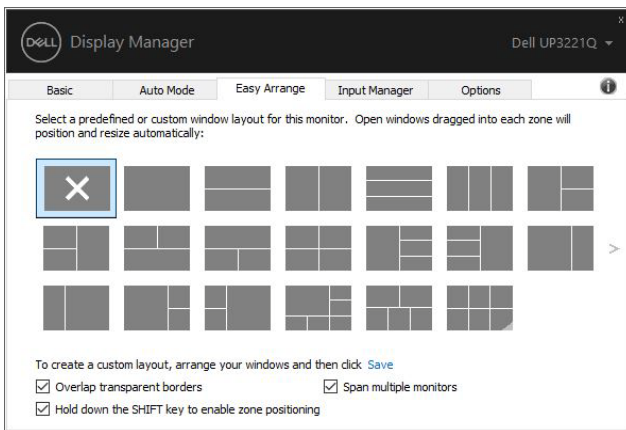 x
DELL Display Manager Dell UP3221Q
Basic Auto Mode Easy Arrange Input Manager Options
Select a predefined or custom window layout for this monitor. Open windows dragged into each zone will
position and resize automatically:
To create a custom layout, arrange your windows and then click Save
Overlap transparent borders Span multiple monitors
Hold down the SHIFT key to enable zone positioning